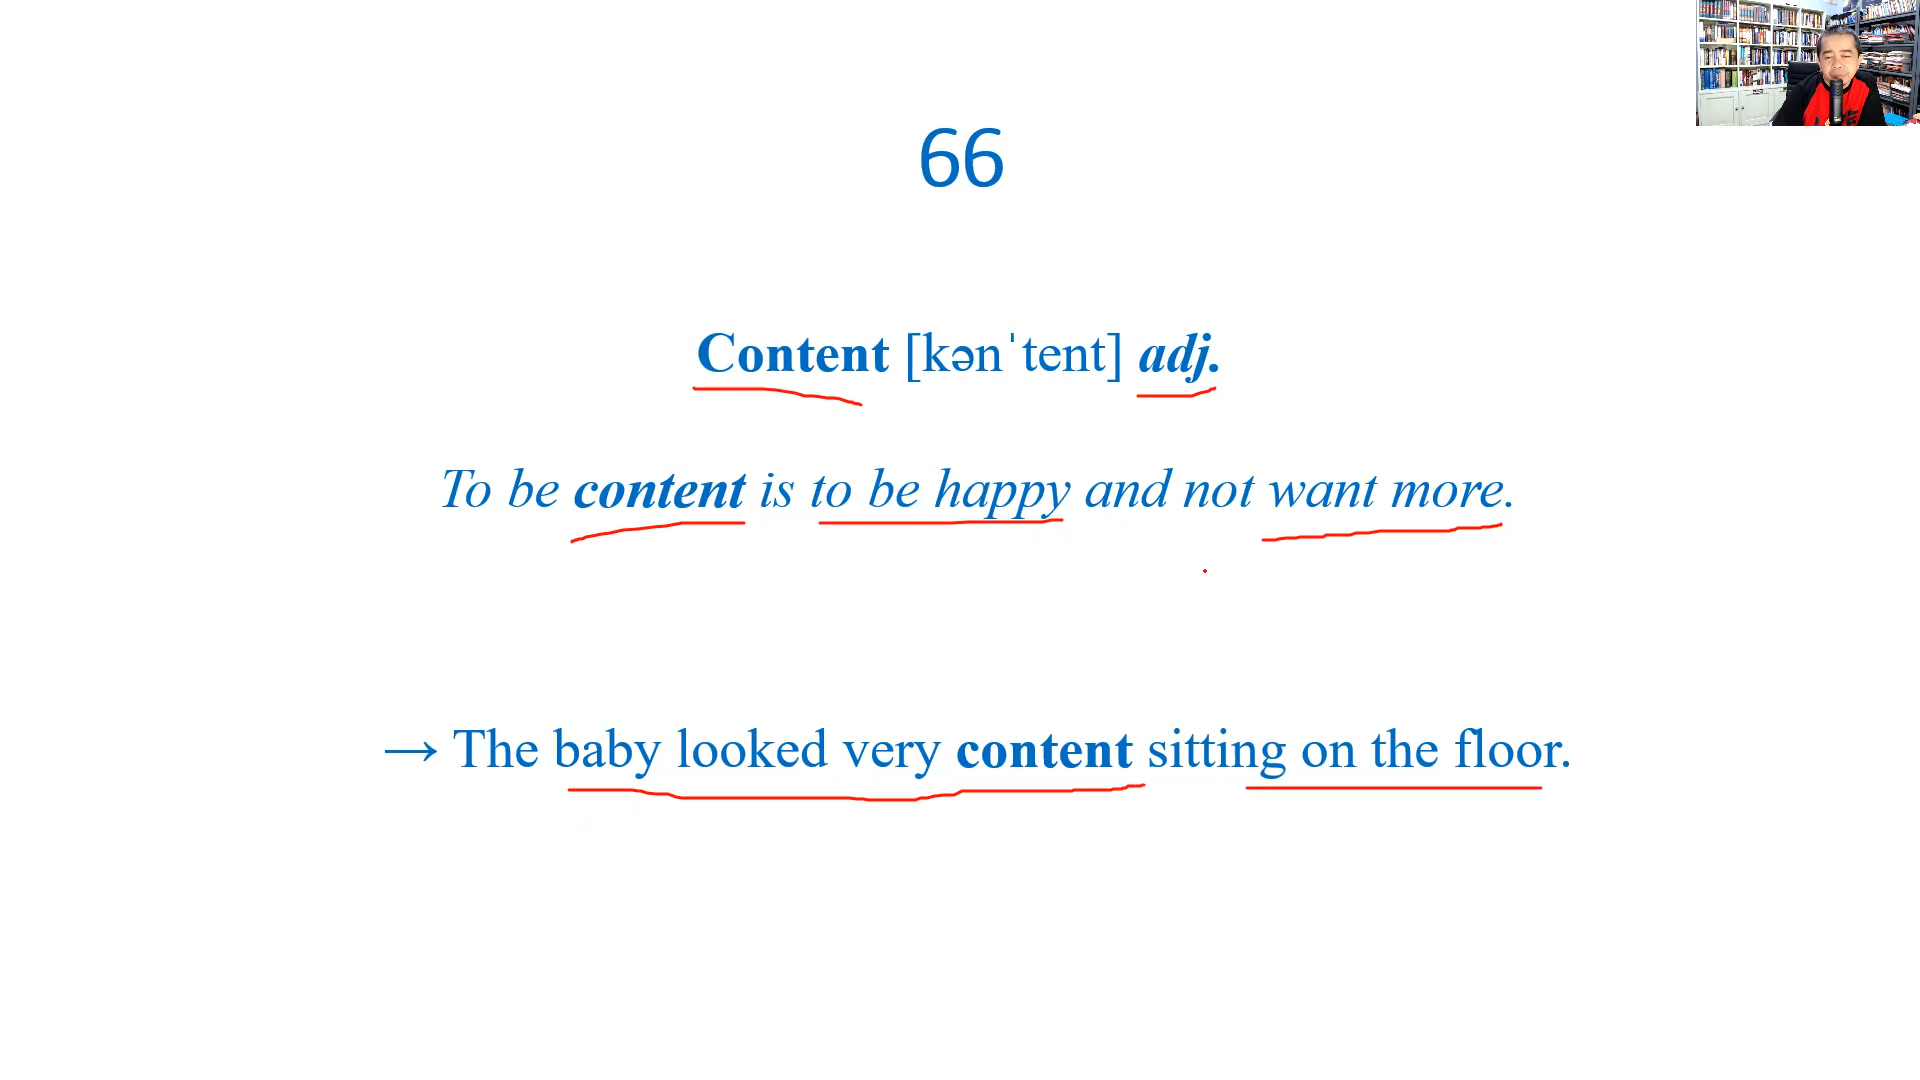 66
Content [kənˈtent] adj.
To be content is to be happy and not want more.
→ The baby looked very content sitting on the floor.